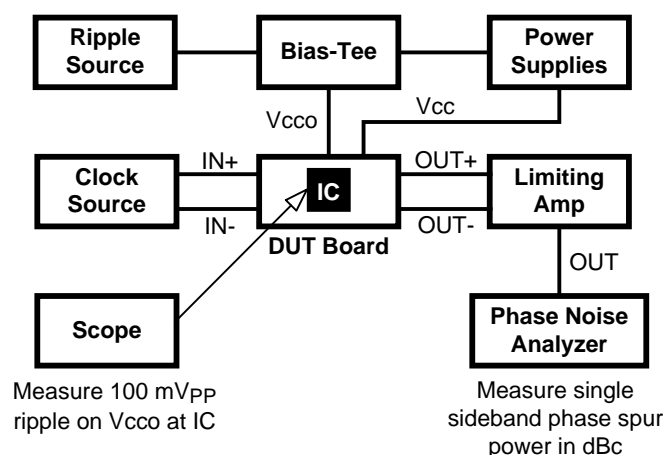 Ripple
Source
Bias-Tee
Power
Supplies
Vcco
Vcc
Clock
Source
IN+
IN-
IC
DUT Board
OUT+
OUT-
Limiting
Amp
OUT
Scope
Phase Noise
Analyzer
Measure 100 mVPP
ripple on Vcco at IC
Measure single
sideband phase spur
power in dBc